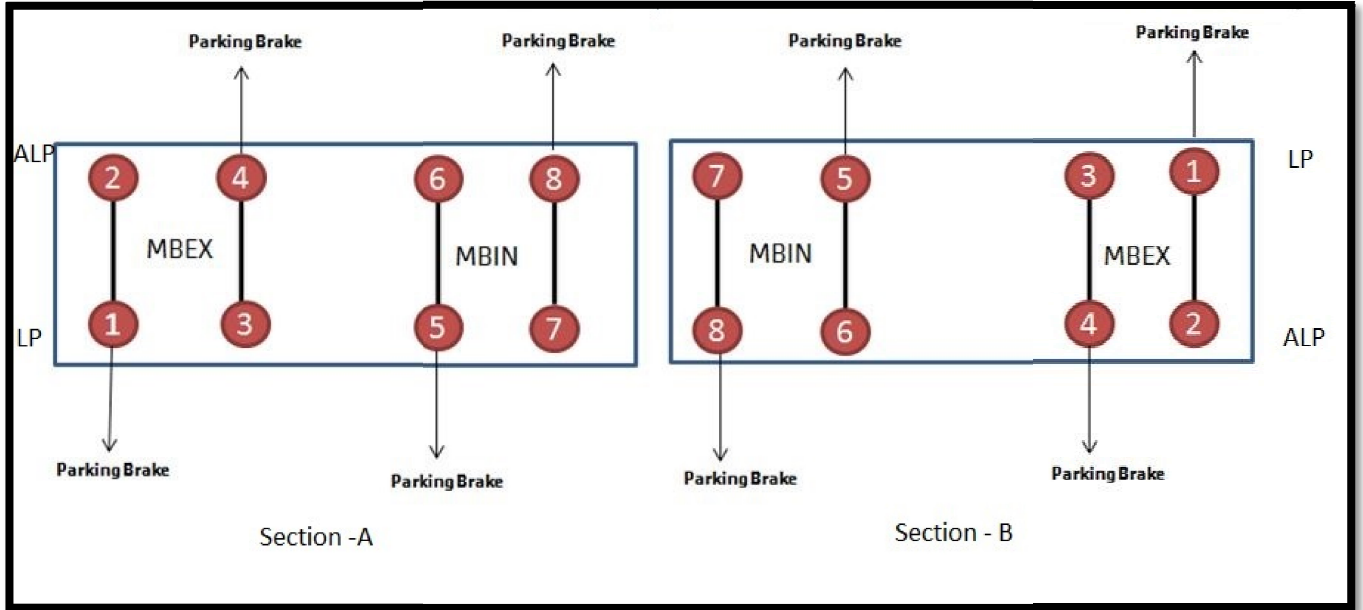 Parking Brake
Parking Brake
Parking Brake
Parking Brake
ALP
LP
2
4
6
8
MBEX
MBIN
1
3
5
7
LP
7
5
3
1
MBIN
MBEX
8
6
4
2
ALP
Parking Brake
Parking Brake
Parking Brake
Parking Brake
Section -A
Section - B